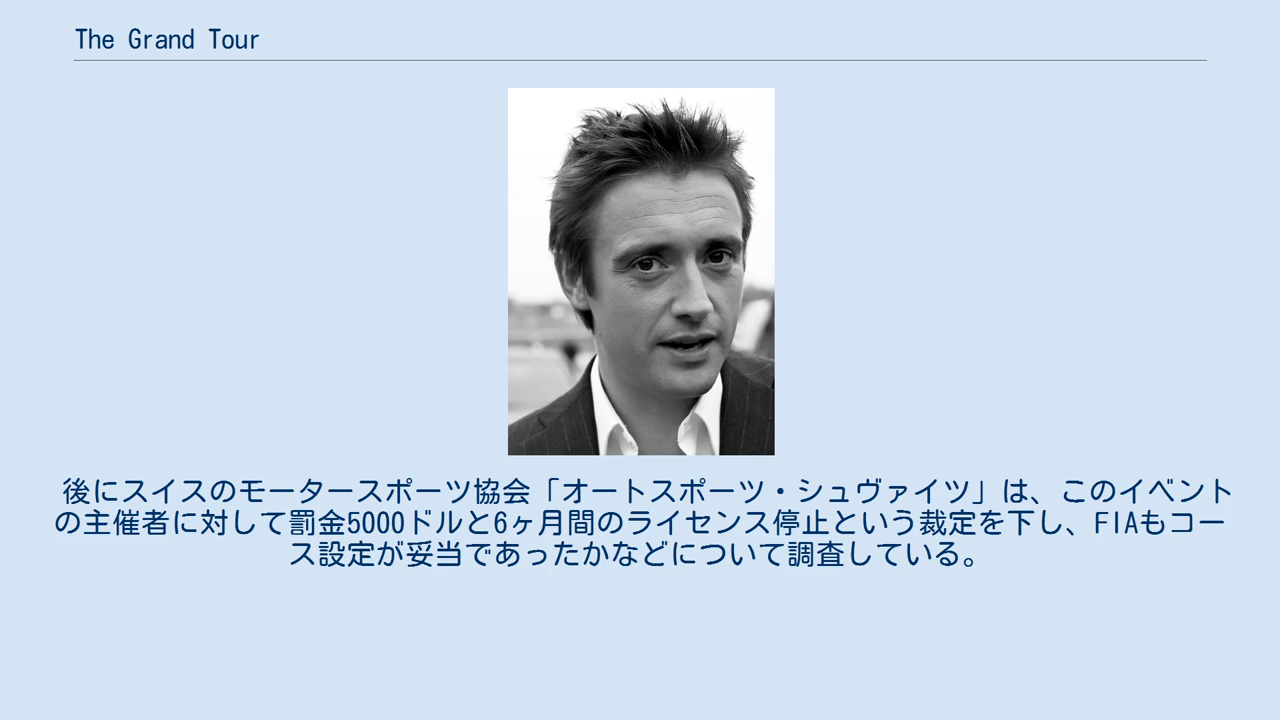 The Grand Tour
後にスイスのモータースポーツ協会「オートスポーツ・シュヴァイツ」は、このイベント
の主催者に対して罰金5000ドルと6ヶ月間のライセンス停止という裁定を下し、FIAもコー
ス設定が妥当であったかなどについて調査している。